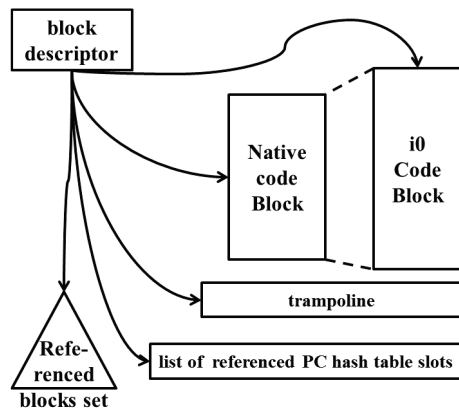 block
descriptor
Native
code
Block
i0
Code
Block
trampoline
list of referenced PC hash table slots
Refe-
renced
blocks set